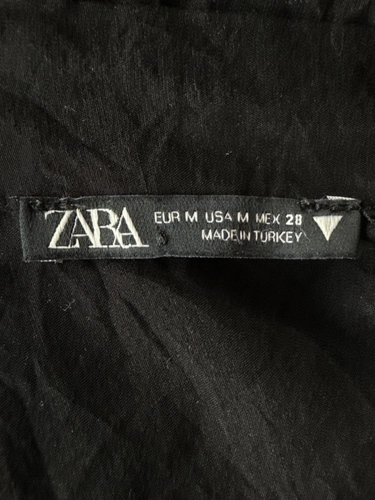 ZARA
EUR M USA M MEX 28
MADE IN TURKEY